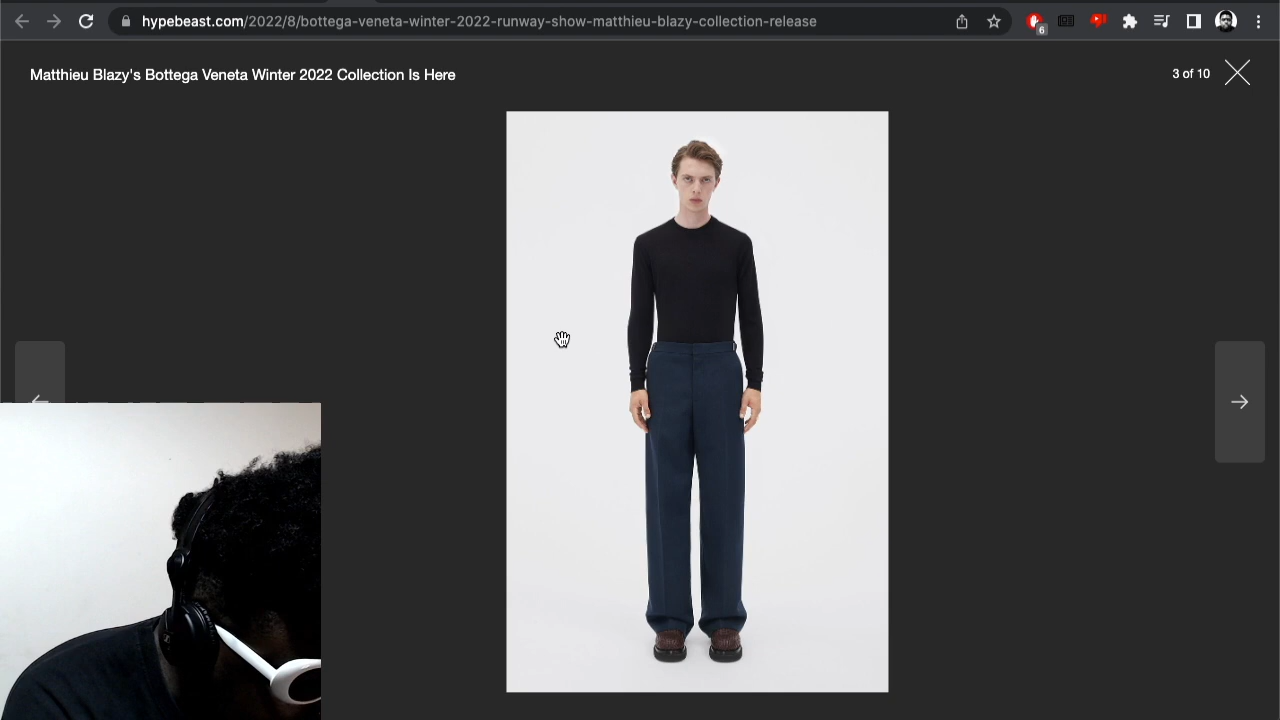 hypebeast.com/2022/8/bottega-veneta-winter-2022-runway-show-matthieu-blazy-collection-release
6
Matthieu Blazy's Bottega Veneta Winter 2022 Collection Is Here
3 of 10